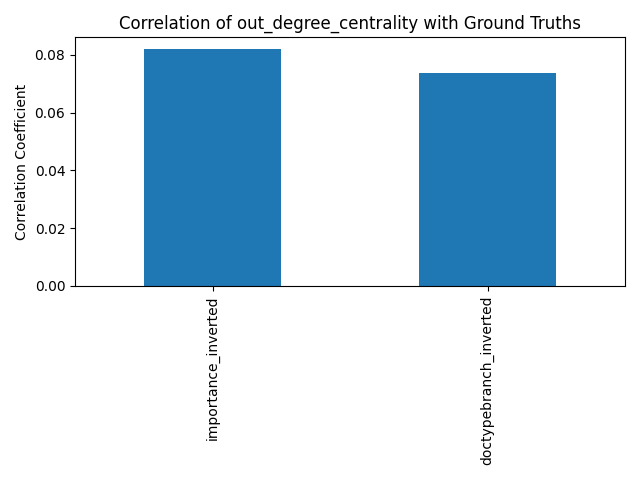 Correlation of out_degree_centrality with Ground Truths
Correlation Coefficient
0.08
0.06
0.04
0.02
0.00
importance_inverted
doctypebranch_inverted